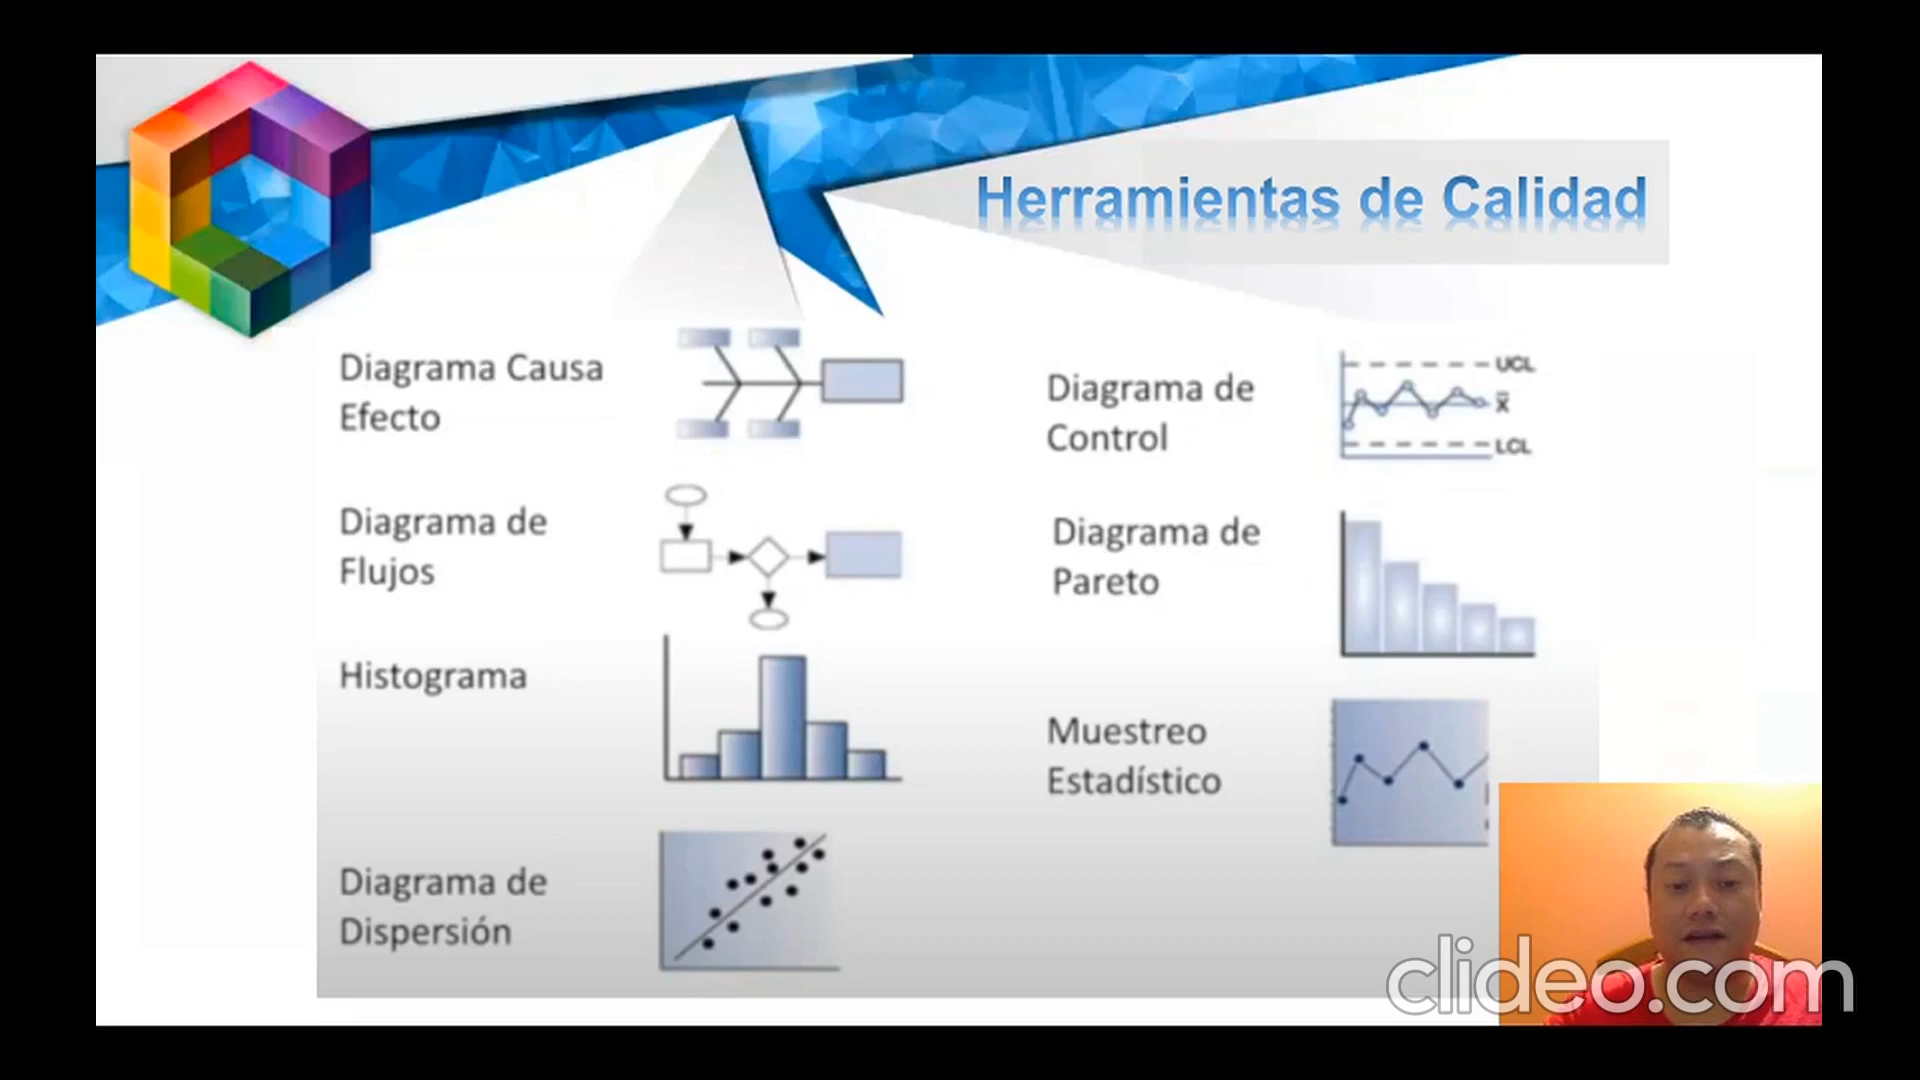 Herramientas de Calidad
Diagrama Causa
Efecto
Diagrama de
Flujos
Histograma
Diagrama de
Dispersión
Diagrama de
Control
UCL
X
LCL
Diagrama de
Pareto
Muestreo
Estadístico
clideo.com